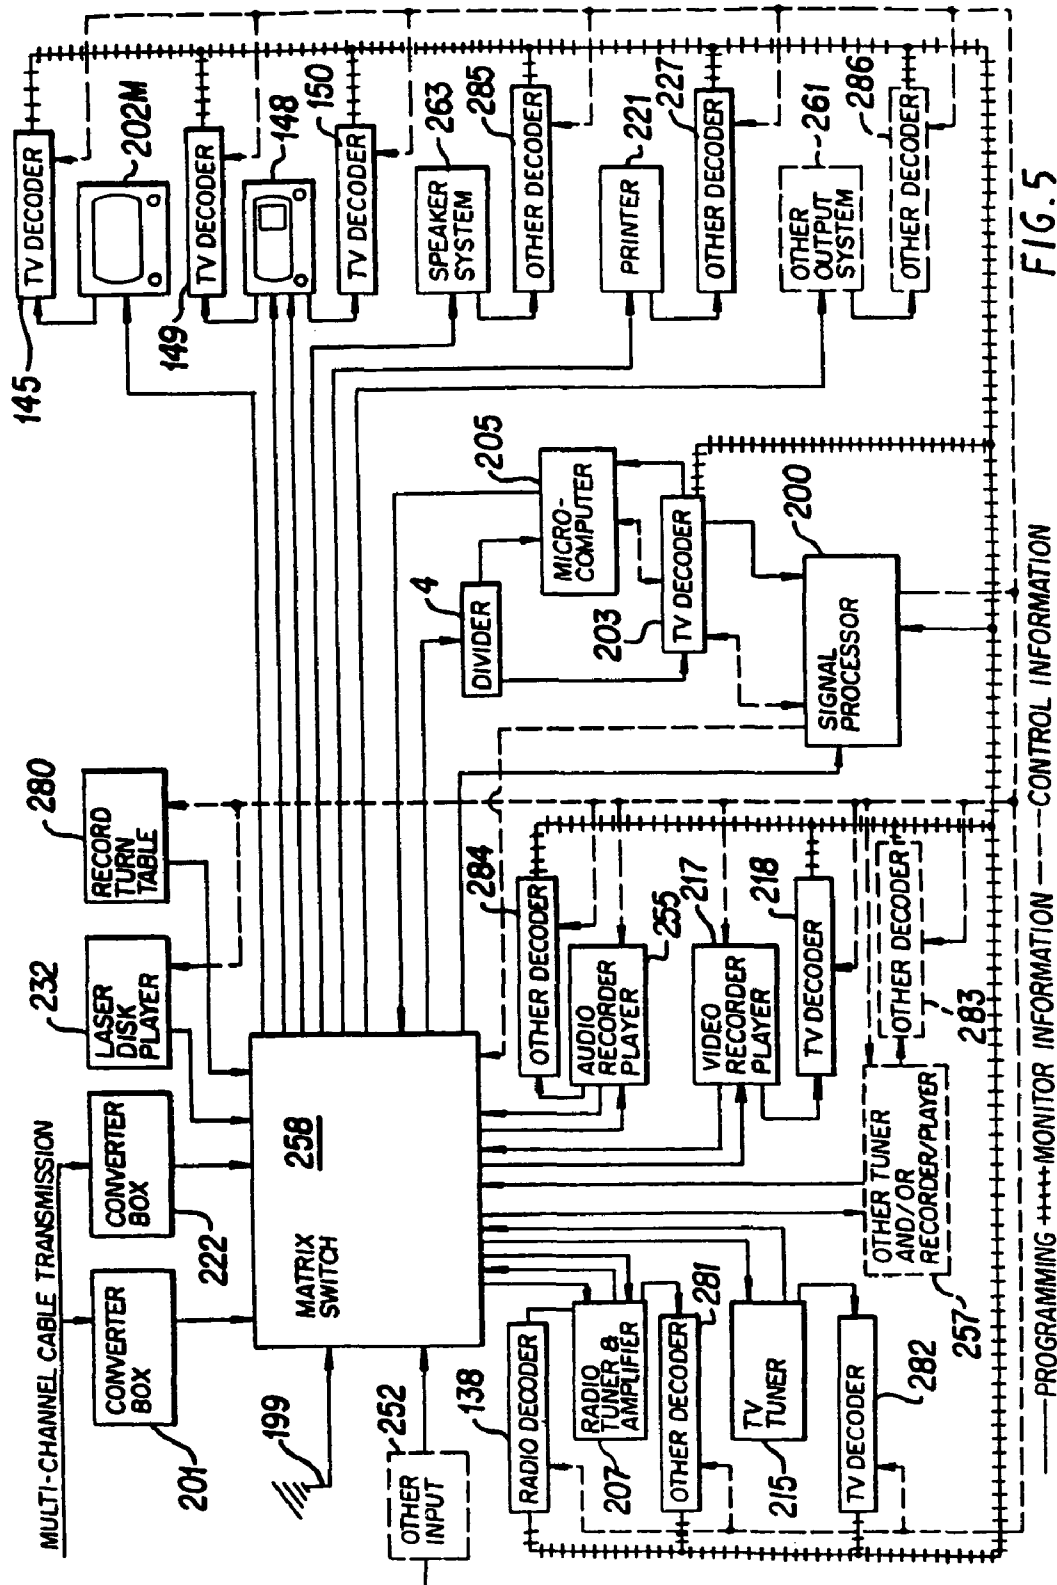 MULTI-CHANNEL CABLE TRANSMISSION
CONVERTER
BOX
201
CONVERTER
BOX
222
LASER
DISK
PLAYER
232
RECORD
TURN
TABLE
280
199
OTHER
INPUT
252
MATRIX
SWITCH
258
145
TV DECODER
202M
149
TV DECODER
148
TV DECODER
150
SPEAKER
SYSTEM
263
OTHER DECODER
285
PRINTER
221
OTHER DECODER
227
OTHER
OUTPUT
SYSTEM
261
OTHER DECODER
286
DIVIDER
4
MICRO-
COMPUTER
205
TV DECODER
203
SIGNAL
PROCESSOR
200
RADIO DECODER
138
RADIO
TUNER &
AMPLIFIER
207
OTHER DECODER
281
TV
TUNER
215
TV DECODER
282
OTHER DECODER
284
AUDIO
RECORDER
PLAYER
255
VIDEO
RECORDER
PLAYER
217
TV DECODER
218
OTHER TUNER
AND/OR
RECORDER/PLAYER
257
OTHER DECODER
283
PROGRAMMING MONITOR INFORMATION CONTROL INFORMATION
FIG. 5